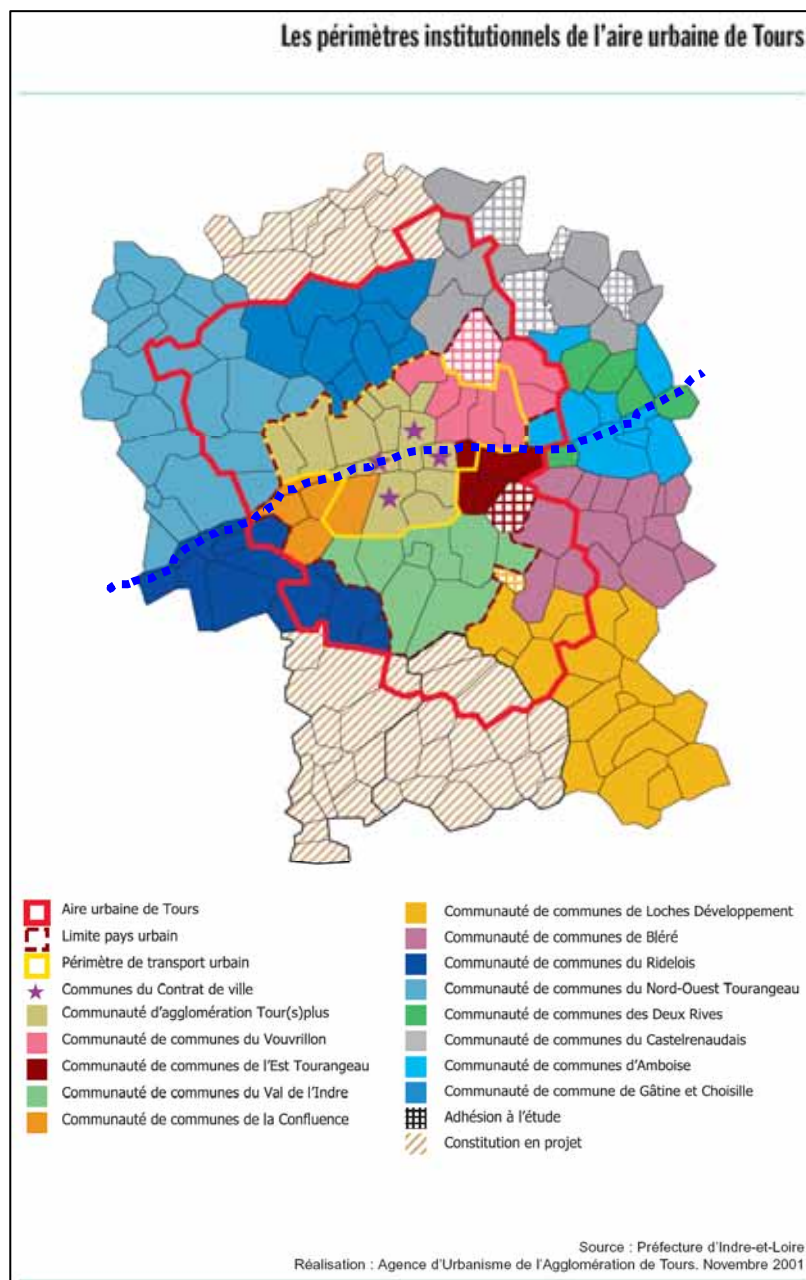 Les périmètres institutionnels de l'aire urbaine de Tours
Aire urbaine de Tours
Limite pays urbain
Périmètre de transport urbain
Communes du Contrat de ville
Communauté d'agglomération Tour(s)plus
Communauté de communes du Vouvrillon
Communauté de communes de l'Est Tourangeau
Communauté de communes du Val de l'Indre
Communauté de communes de la Confluence
Communauté de communes de Loches Développement
Communauté de communes de Bléré
Communauté de communes du Ridelois
Communauté de communes du Nord-Ouest Tourangeau
Communauté de communes des Deux Rives
Communauté de communes du Castelrenaudais
Communauté de communes d'Amboise
Communauté de commune de Gâtine et Choisille
Adhésion à l'étude
Constitution en projet
Source : Préfecture d'Indre-et-Loire
Réalisation : Agence d'Urbanisme de l'Agglomération de Tours. Novembre 2001